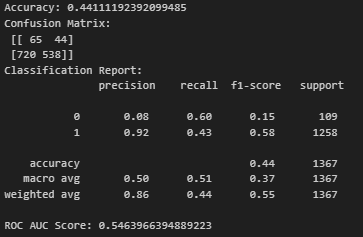 Accuracy: 0.44111192392099485
Confusion Matrix:
[[ 65 44]
[720 538]]
Classification Report:
precision recall f1-score support
0 0.08 0.60 0.15 109
1 0.92 0.43 0.58 1258
accuracy 0.44 1367
macro avg 0.50 0.51 0.37 1367
weighted avg 0.86 0.44 0.55 1367
ROC AUC Score: 0.5463966394889223